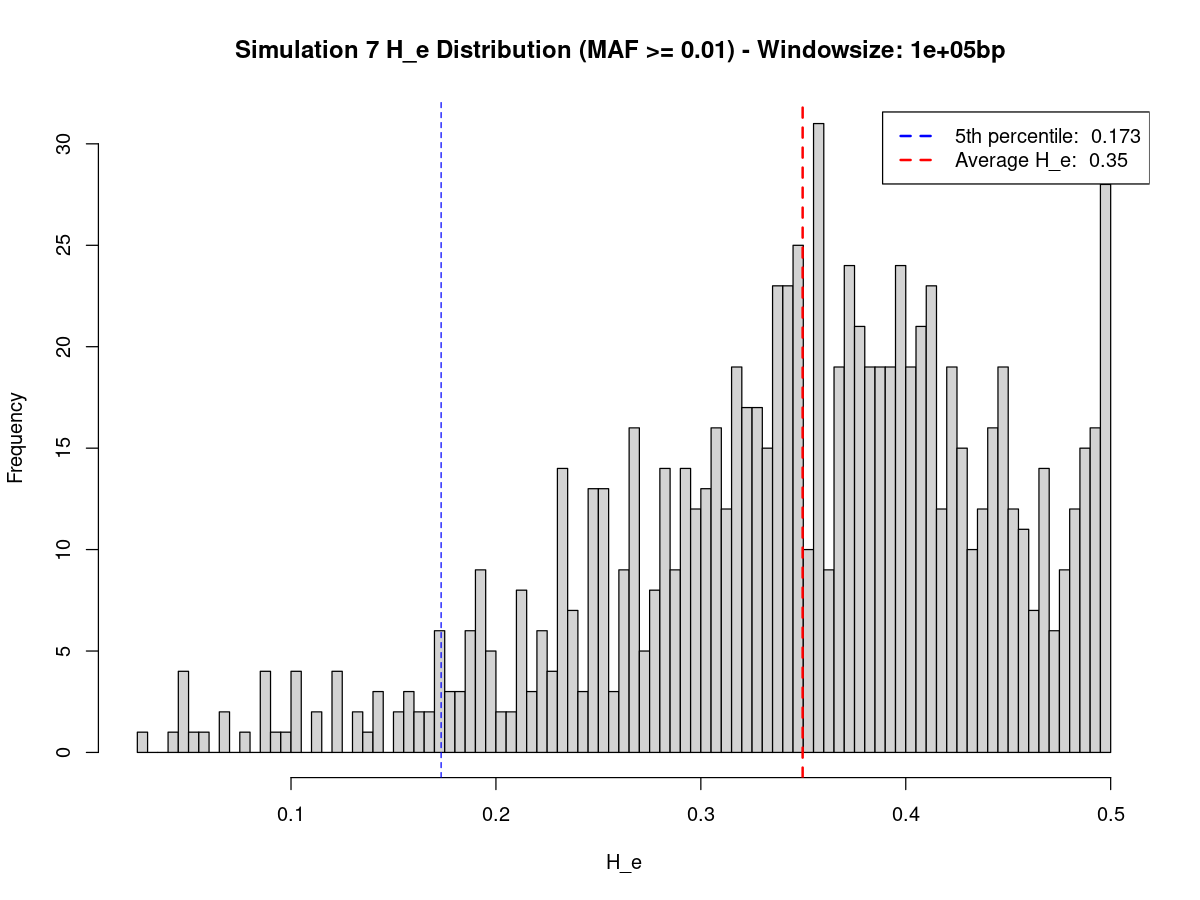 Simulation 7 H_e Distribution (MAF >= 0.01) - Windowsize: 1e+05bp
5th percentile: 0.173
Average H_e: 0.35
30
25
20
15
10
5
0
Frequency
0.1 0.2 0.3 0.4 0.5
H_e